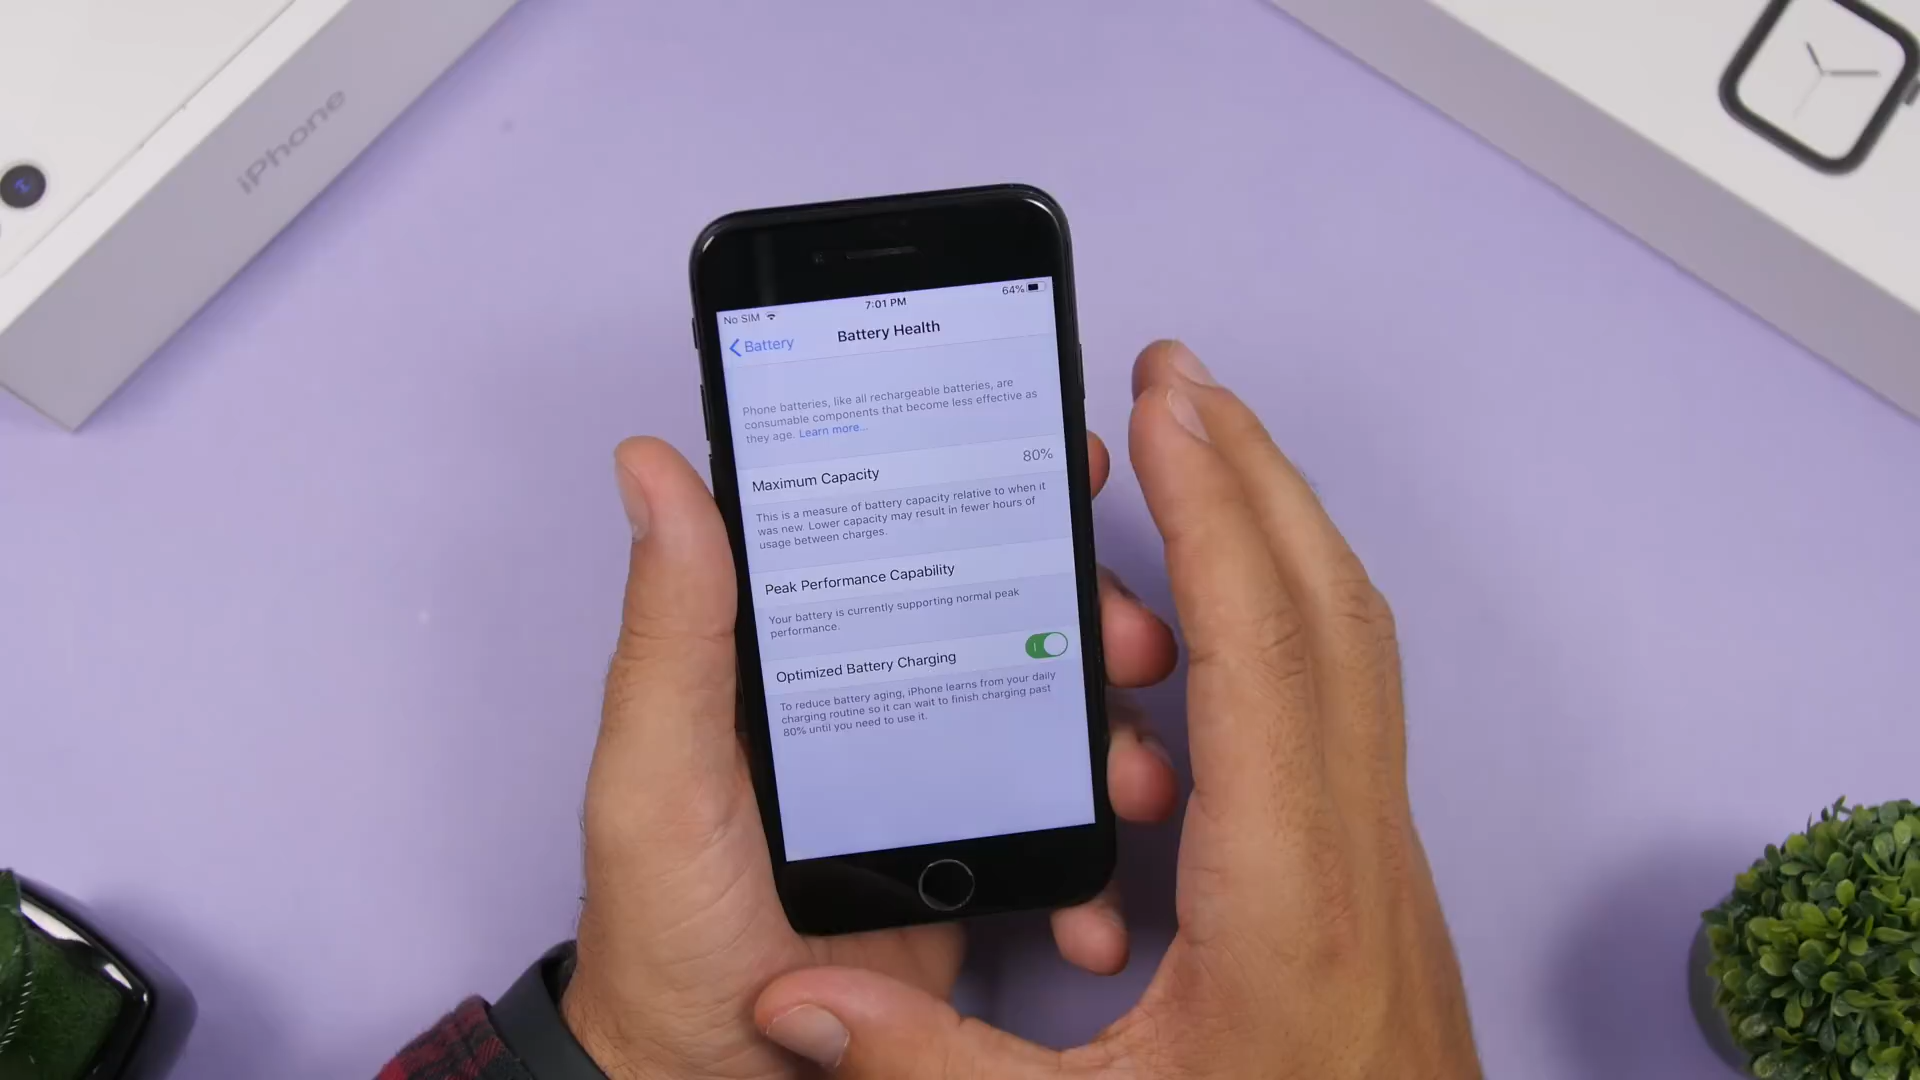 iPhone
No SIM
7:01 PM
64%
Battery
Battery Health
Phone batteries, like all rechargeable batteries, are
consumable components that become less effective as
they age. Learn more...
Maximum Capacity
80%
This is a measure of battery capacity relative to when it
was new. Lower capacity may result in fewer hours of
usage between charges.
Peak Performance Capability
Your battery is currently supporting normal peak
performance.
Optimized Battery Charging
To reduce battery aging, iPhone learns from your daily
charging routine so it can wait to finish charging past
80% until you need to use it.